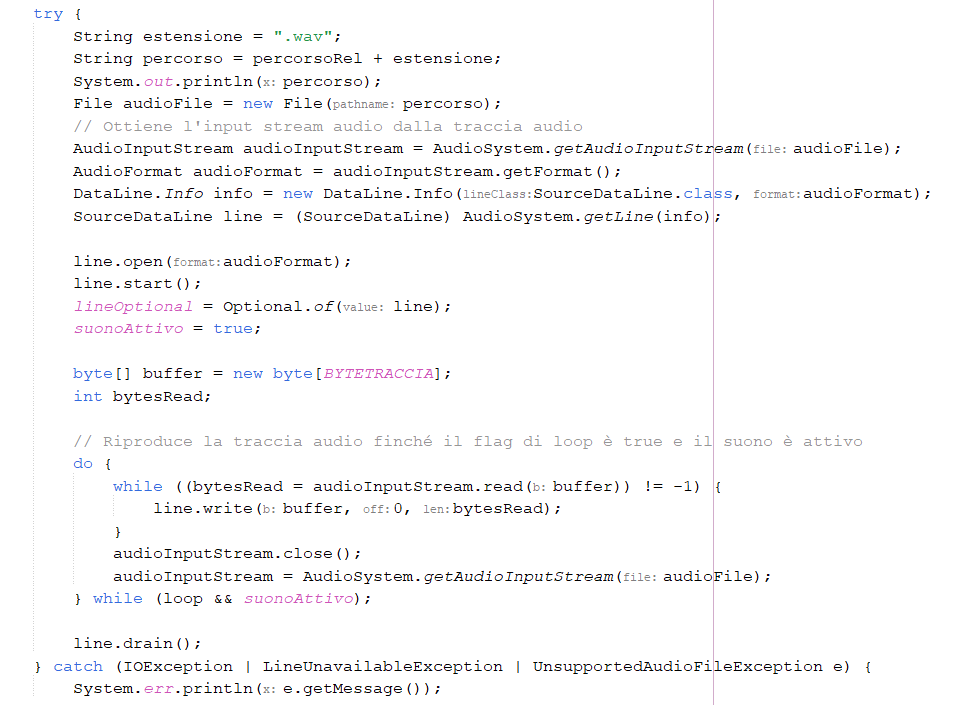 try {
    String estensione = ".wav";
    String percorso = percorsoRel + estensione;
    System.out.println(x: percorso);
    File audioFile = new File(pathname: percorso);
    // Ottiene l'input stream audio dalla traccia audio
    AudioInputStream audioInputStream = AudioSystem.getAudioInputStream(file: audioFile);
    AudioFormat audioFormat = audioInputStream.getFormat();
    DataLine.Info info = new DataLine.Info(lineClass:SourceDataLine.class, format:audioFormat);
    SourceDataLine line = (SourceDataLine) AudioSystem.getLine(info);

    line.open(format:audioFormat);
    line.start();
    lineOptional = Optional.of(value: line);
    suonoAttivo = true;

    byte[] buffer = new byte[BYTETRACCIA];
    int bytesRead;

    // Riproduce la traccia audio finché il flag di loop è true e il suono è attivo
    do {
        while ((bytesRead = audioInputStream.read(b: buffer)) != -1) {
            line.write(b: buffer, off:0, len:bytesRead);
        }
        audioInputStream.close();
        audioInputStream = AudioSystem.getAudioInputStream(file: audioFile);
    } while (loop && suonoAttivo);

    line.drain();
} catch (IOException | LineUnavailableException | UnsupportedAudioFileException e) {
    System.err.println(x: e.getMessage());